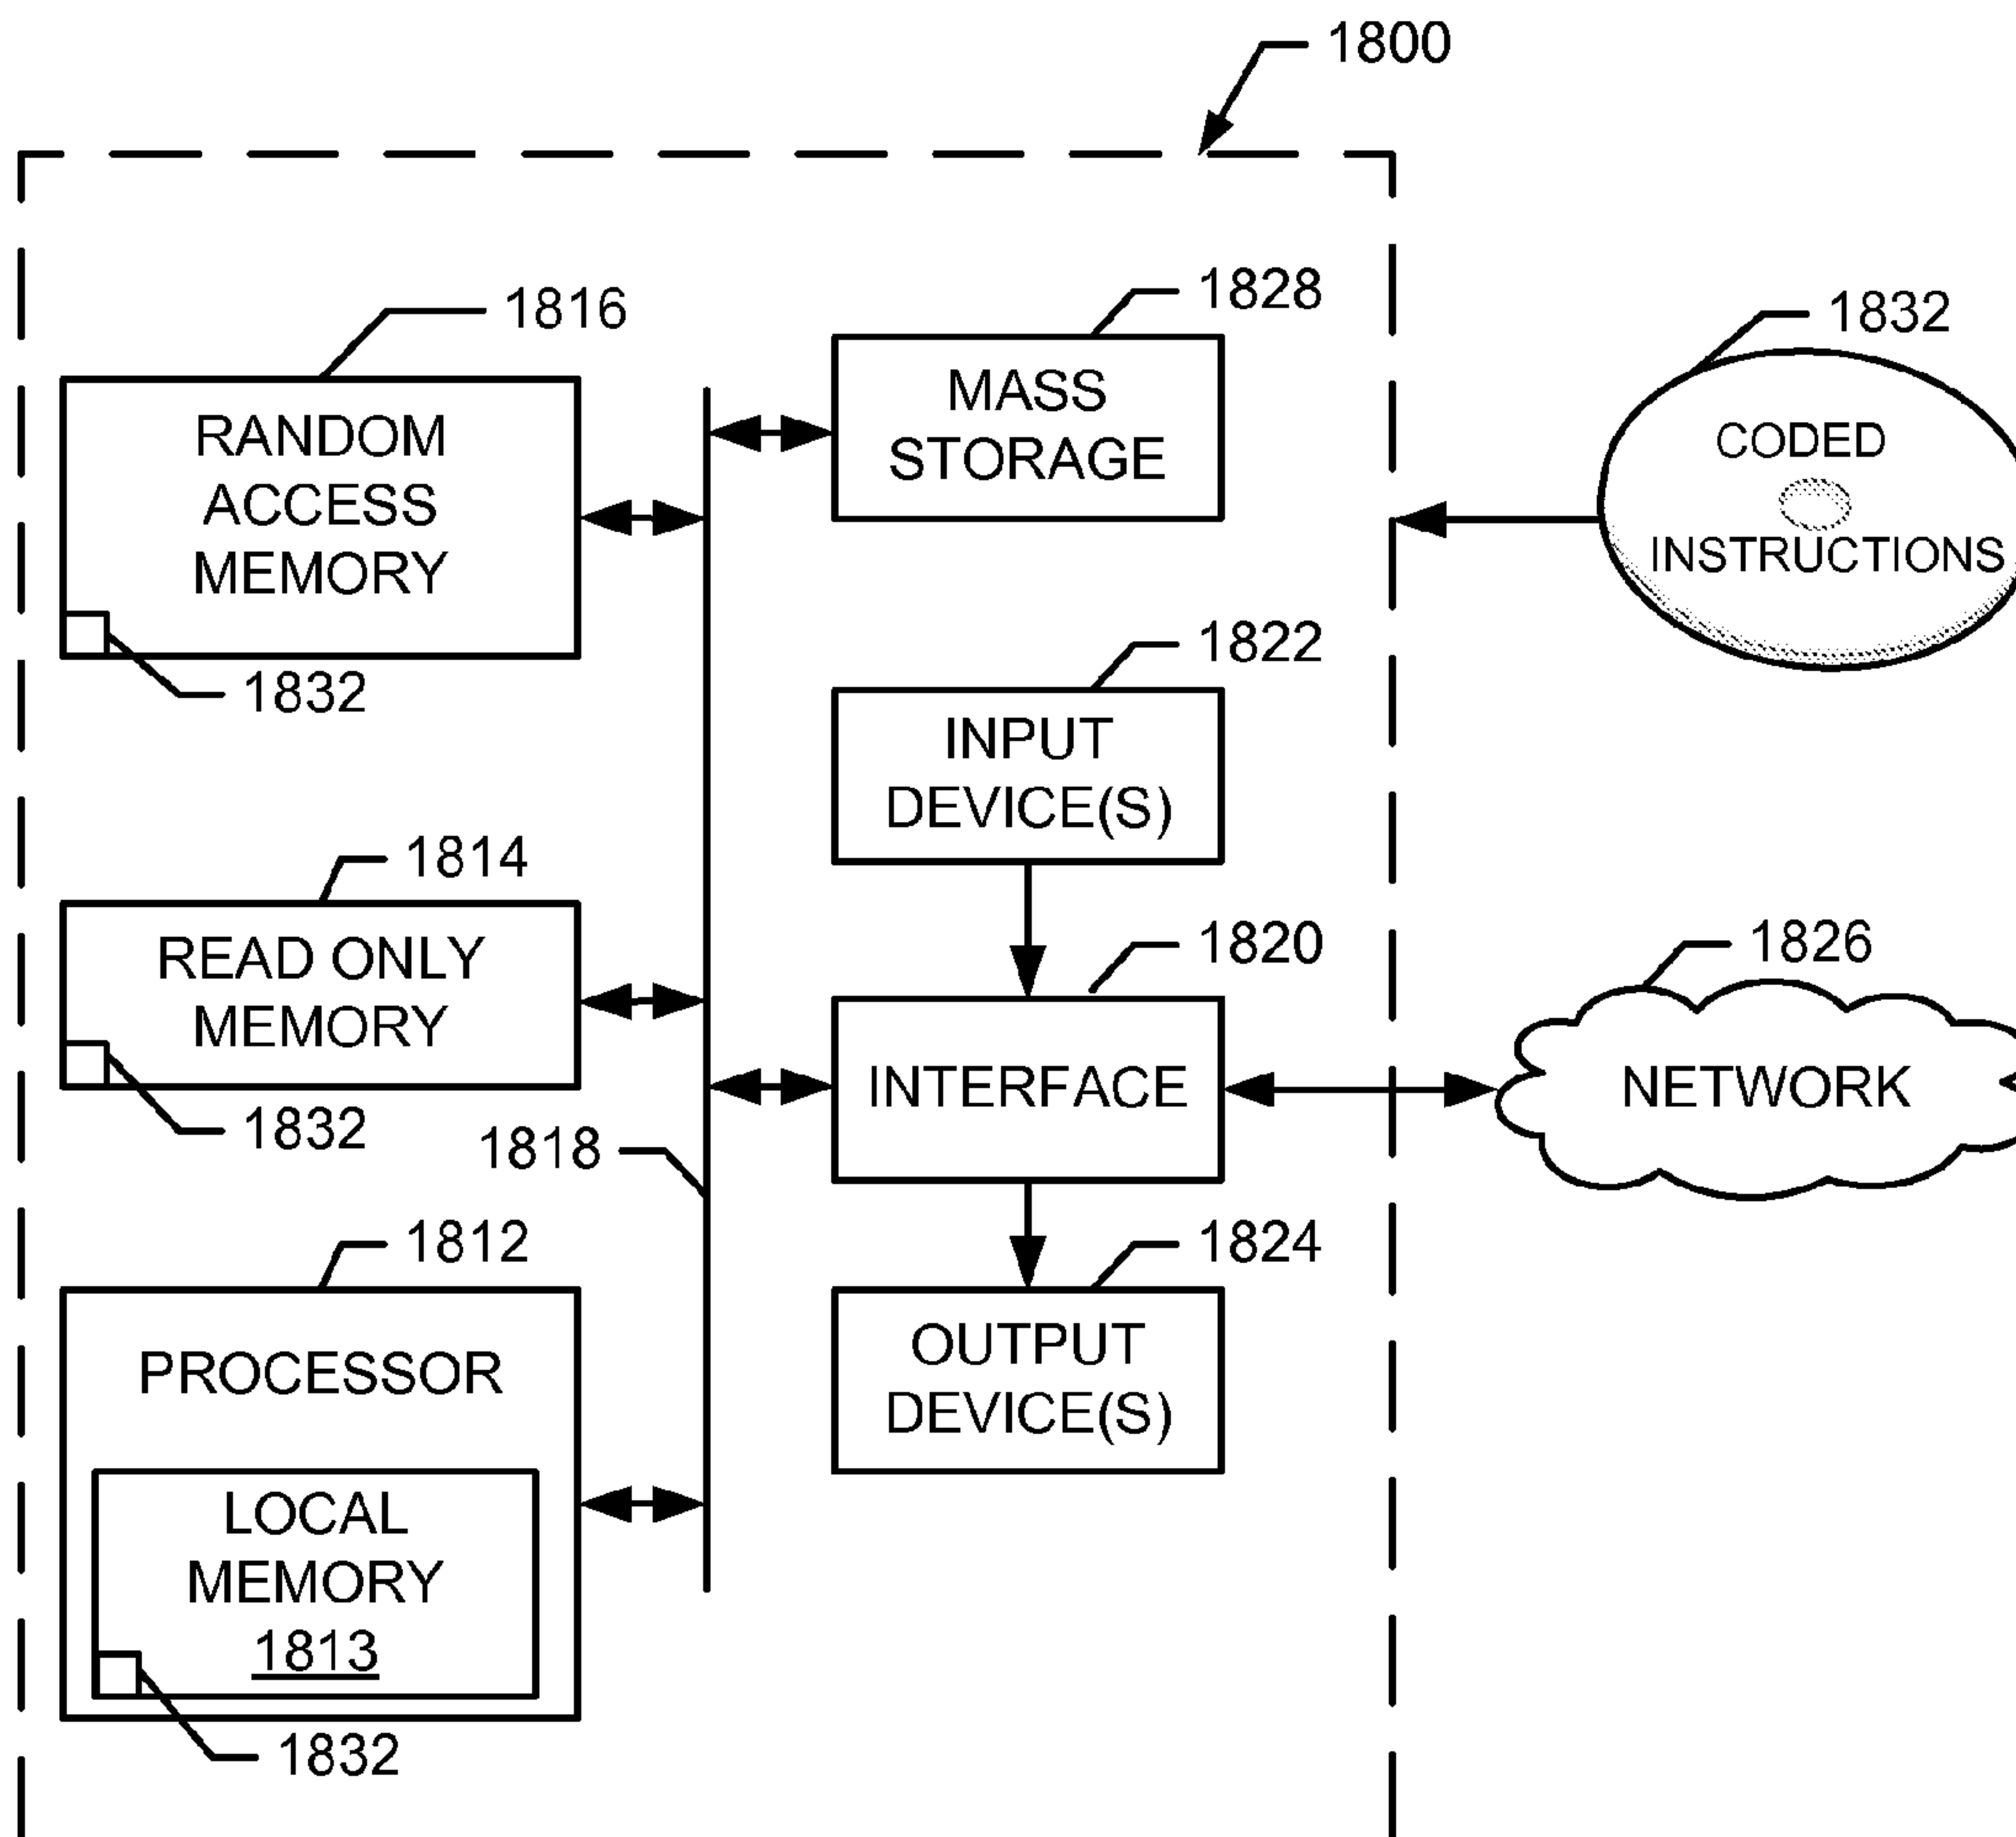 1800
1816
RANDOM
ACCESS
MEMORY
1832
1828
MASS
STORAGE
1832
CODED
INSTRUCTIONS
1822
INPUT
DEVICE(S)
1814
READ ONLY
MEMORY
1832
1818
1820
INTERFACE
1826
NETWORK
1812
PROCESSOR
LOCAL
MEMORY
1813
1832
1824
OUTPUT
DEVICE(S)